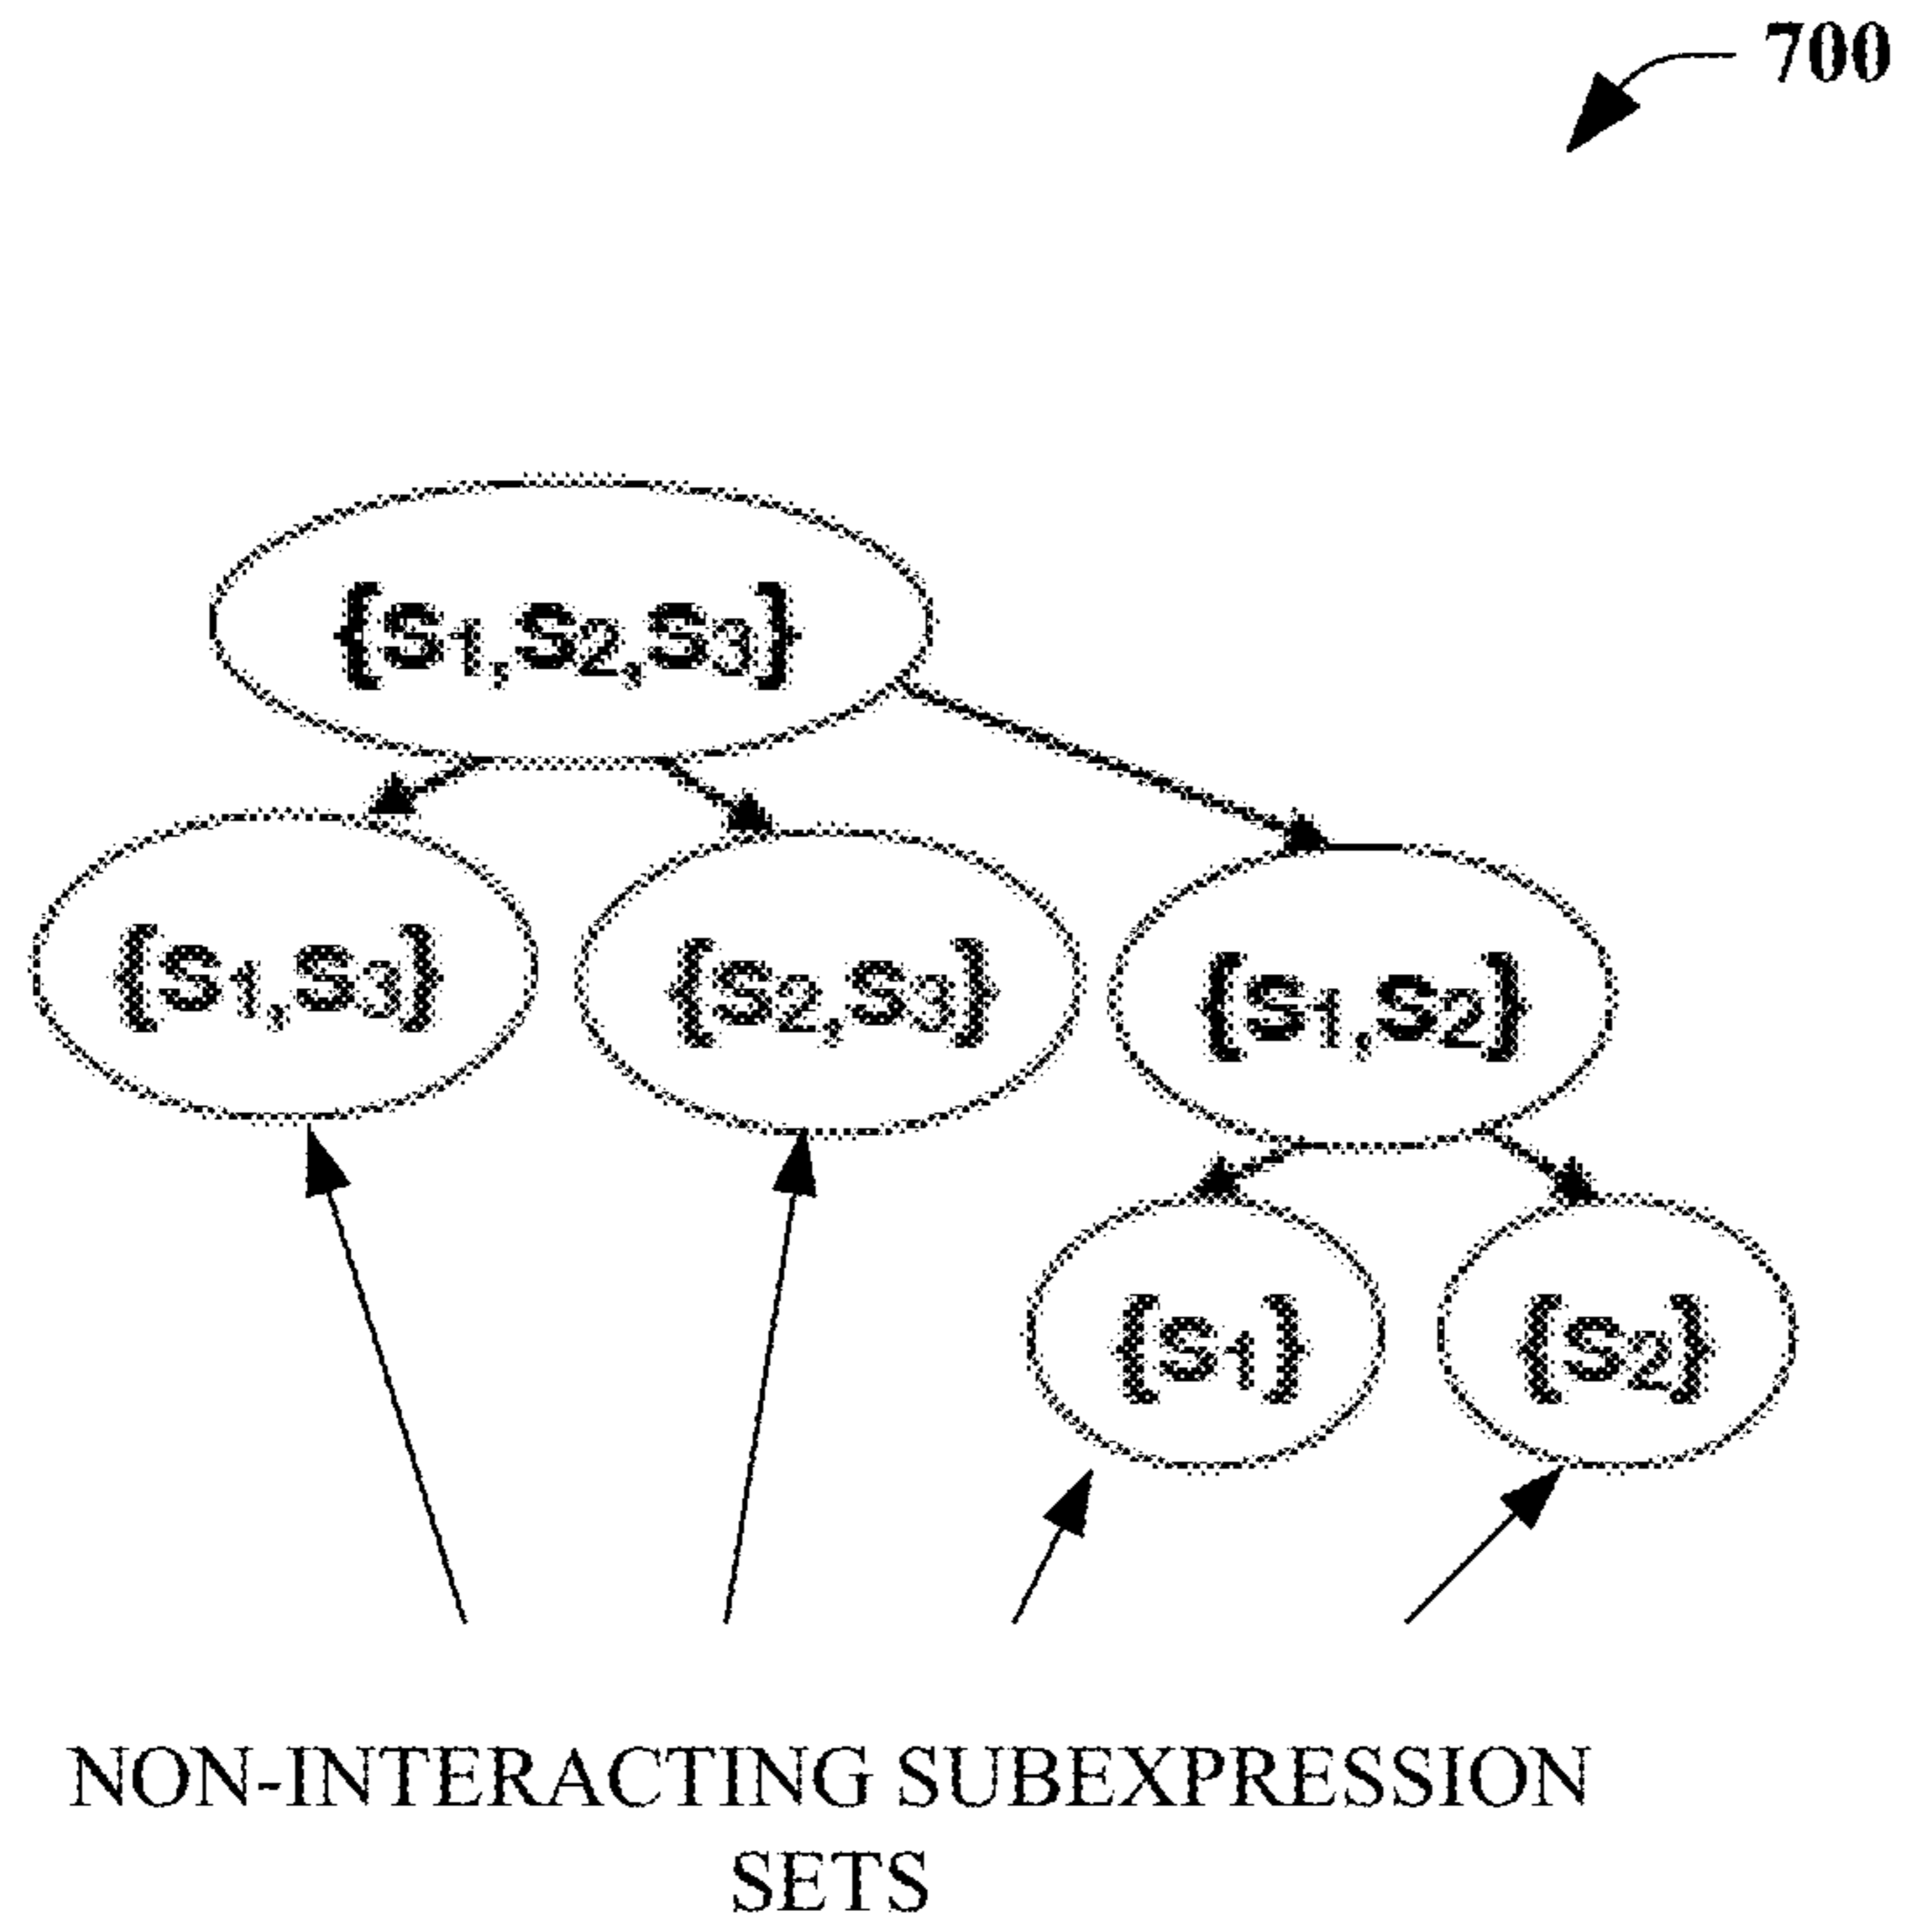 700
{S1,S2,S3}
{S1,S3}
{S2,S3}
{S1,S2}
{S1}
{S2}
NON-INTERACTING SUBEXPRESSION
SETS